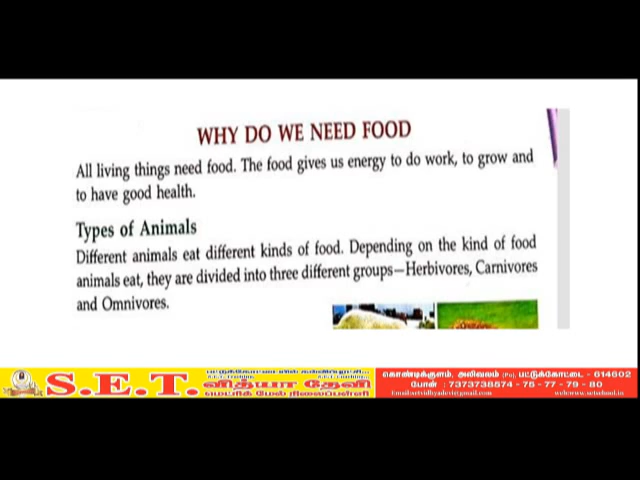 WHY DO WE NEED FOOD
All living things need food. The food gives us energy to do work, to grow and
to have good health.
Types of Animals
Different animals eat different kinds of food. Depending on the kind of food
animals eat, they are divided into three different groups—Herbivores, Carnivores
and Omnivores.
S.E.T.
வித்யா தேவி
மெட்ரிக் மேல் நிலைப்பள்ளி
கொண்டிக்குளம், அலிவலம் (Po), பட்டுக்கோட்டை - 614602
போன் : 7373738574 - 75 - 77 - 79 - 80